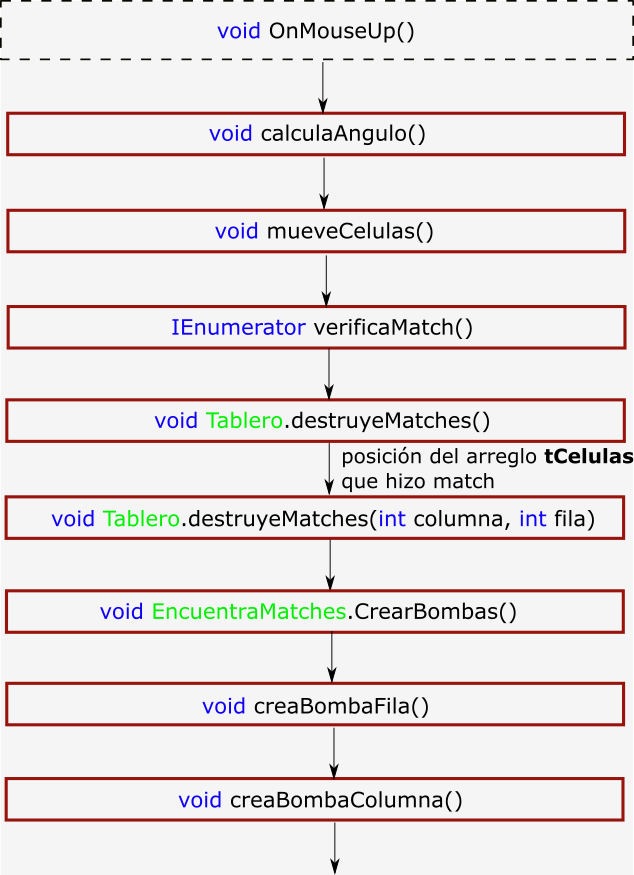 void OnMouseUp()
void calculaAngulo()
void mueveCelulas()
IEnumerator verificaMatch()
void Tablero.destruyeMatches()
posición del arreglo tCelulas
que hizo match
void Tablero.destruyeMatches(int columna, int fila)
void EncuentraMatches.CrearBombas()
void creaBombaFila()
void creaBombaColumna()